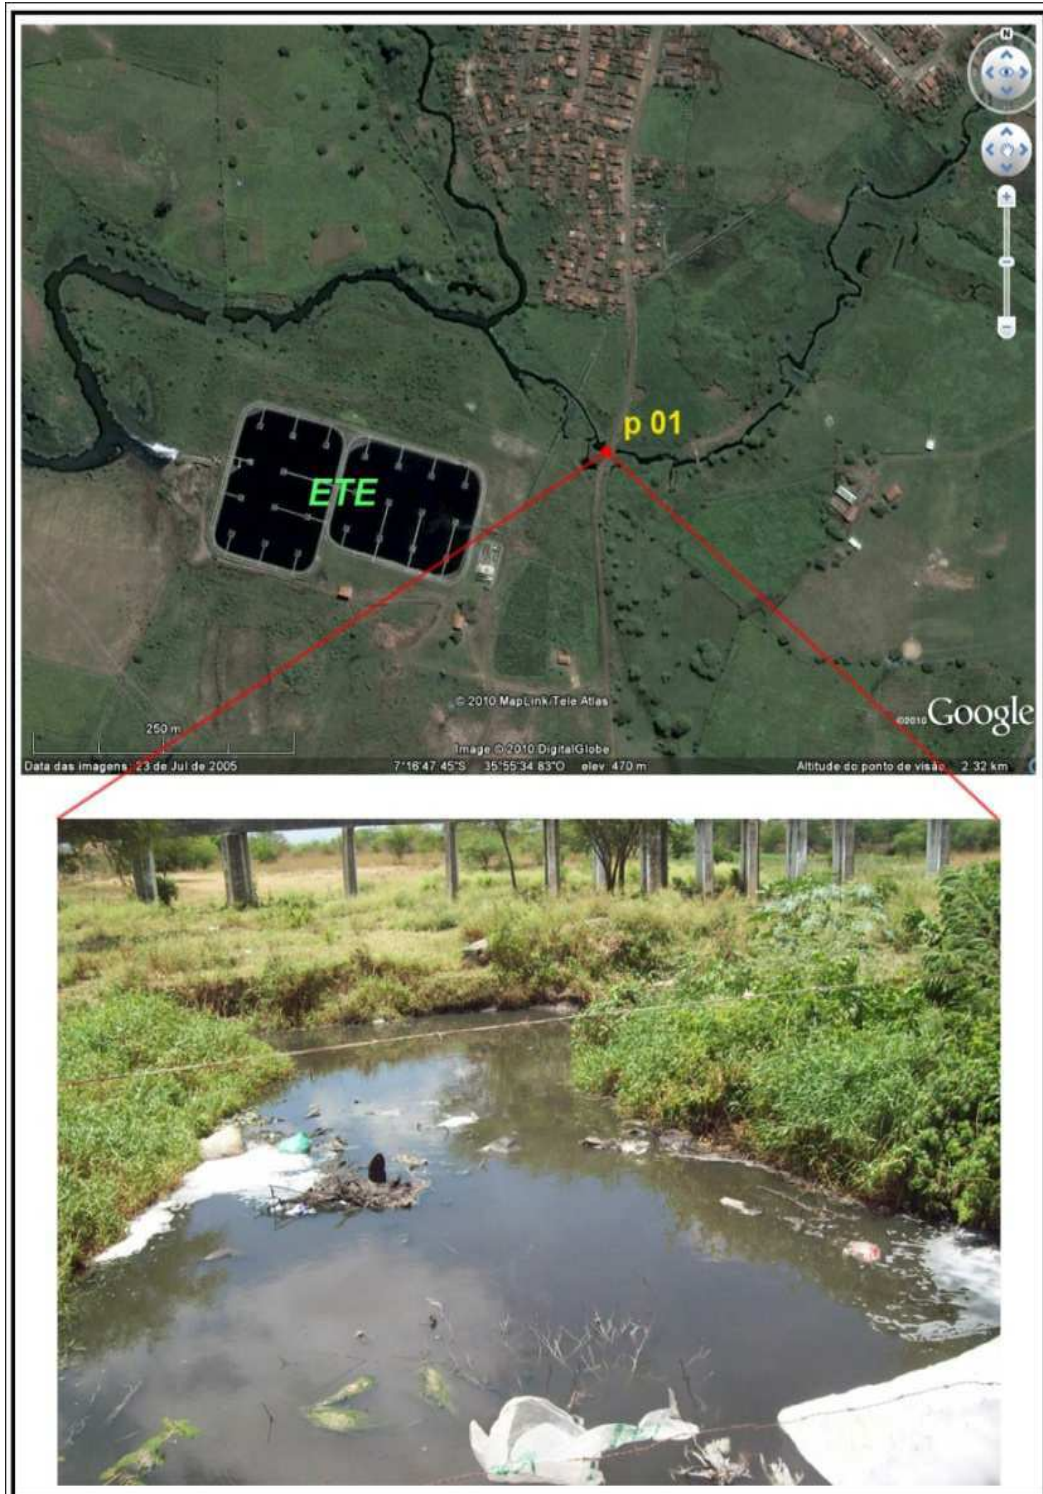 N
p 01
ETE
© 2010 MapLink/Tele Atlas
©2010 Google
250 m
Image © 2010 DigitalGlobe
Data das imagens: 23 de Jul de 2005 7°16'47.45"S 35°55'34.83"O elev 470 m Altitude do ponto de visão 2.32 km